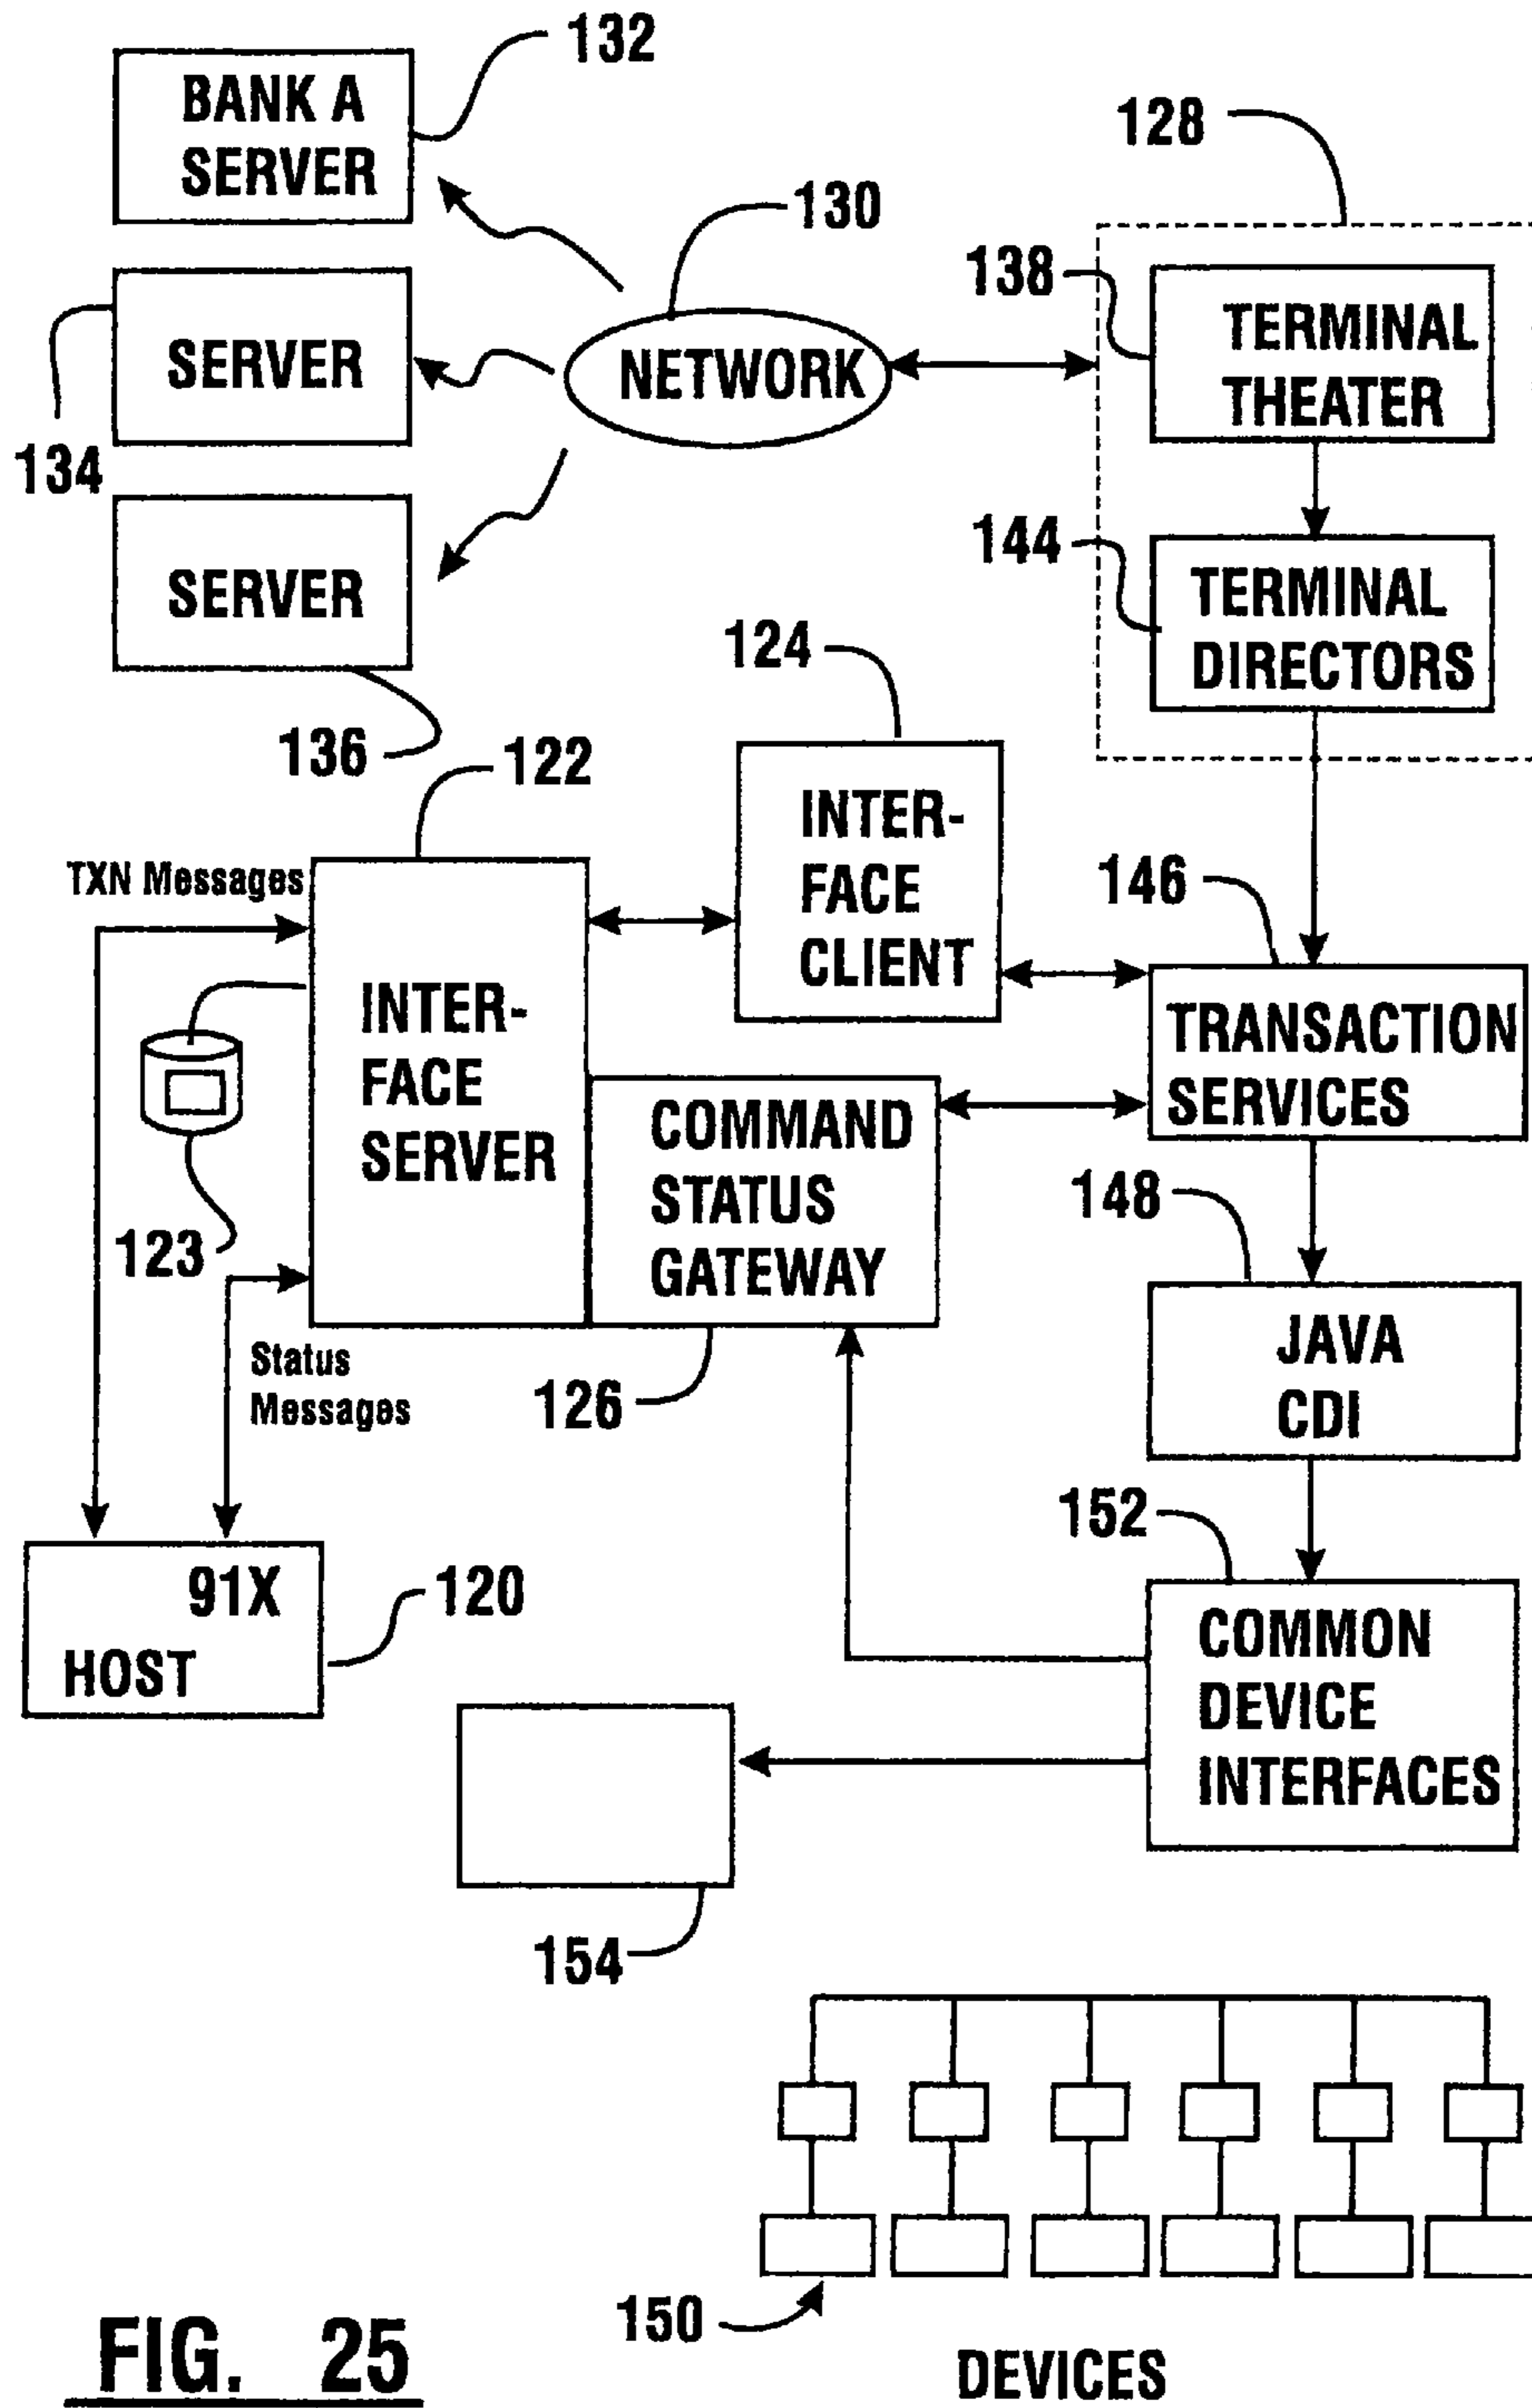 132
BANK A
SERVER
128
130
138
TERMINAL
THEATER
SERVER
NETWORK
134
144
TERMINAL
DIRECTORS
SERVER
124
136
122
INTER-
FACE
CLIENT
TXN Messages
146
INTER-
FACE
SERVER
TRANSACTION
SERVICES
COMMAND
STATUS
GATEWAY
123
148
Status
Messages
126
JAVA
CDI
152
91X
HOST
120
COMMON
DEVICE
INTERFACES
154
150
DEVICES
FIG. 25